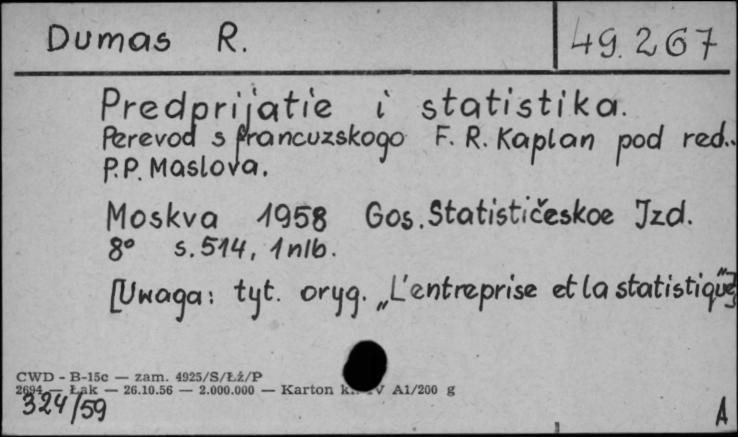 Dumas R.
49.267
Predprijatie i statistika.
Perevod s francuzskogo F. R. Kaplan pod red..
P.P. Maslova.
Moskva 1958 Gos. Statističeskoe Izd.
8° s. 514, 1 nlb.
[Uwaga: tyt. oryg. „L'entreprise et la statistique"]
CWD - B-15c — zam. 4925/S/Łż/P
2694 — Łak — 26.10.56 — 2.000.000 — Karton A1/200 g
324/59
A